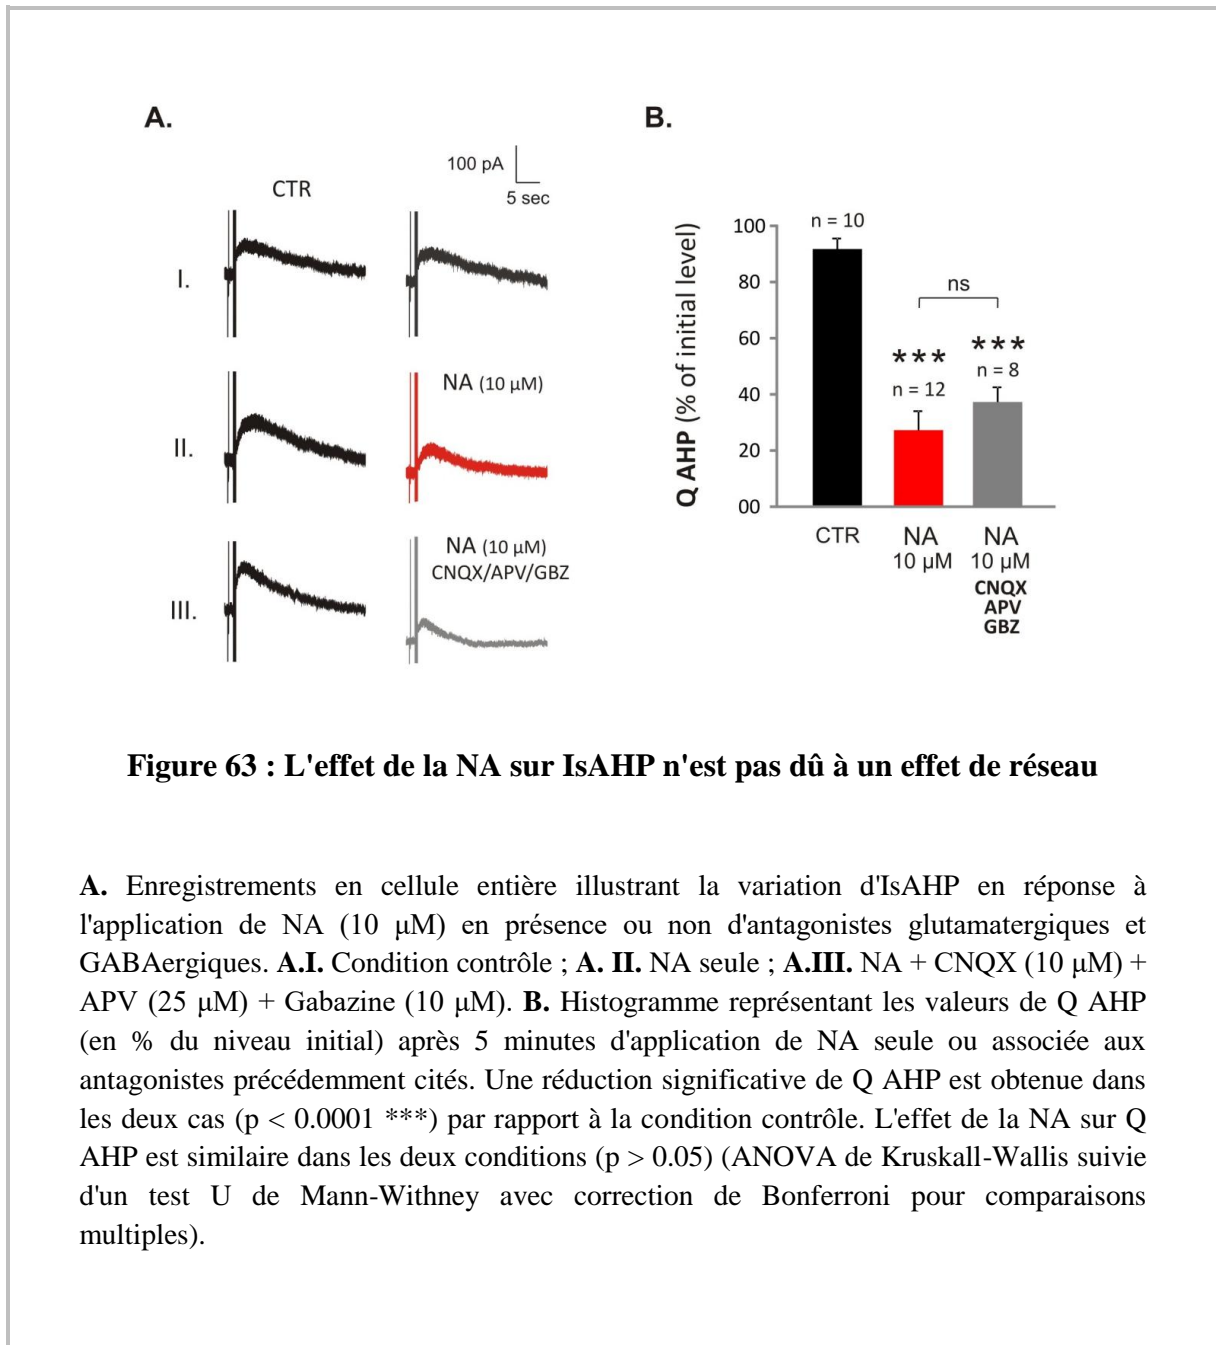 A.
B.
100 pA
5 sec
CTR
I.
NA (10 µM)
II.
NA (10 µM)
CNQX/APV/GBZ
III.
Q AHP (% of initial level)
100
80
60
40
20
00
n = 10
ns
***
n = 12
***
n = 8
CTR
NA
10 µM
NA
10 µM
CNQX
APV
GBZ
Figure 63 : L'effet de la NA sur IsAHP n'est pas dû à un effet de réseau
A. Enregistrements en cellule entière illustrant la variation d'IsAHP en réponse à
l'application de NA (10 μM) en présence ou non d'antagonistes glutamatergiques et
GABAergiques. A.I. Condition contrôle ; A. II. NA seule ; A.III. NA + CNQX (10 μM) +
APV (25 μM) + Gabazine (10 μM). B. Histogramme représentant les valeurs de Q AHP
(en % du niveau initial) après 5 minutes d'application de NA seule ou associée aux
antagonistes précédemment cités. Une réduction significative de Q AHP est obtenue dans
les deux cas (p < 0.0001 ***) par rapport à la condition contrôle. L'effet de la NA sur Q
AHP est similaire dans les deux conditions (p > 0.05) (ANOVA de Kruskall-Wallis suivie
d'un test U de Mann-Withney avec correction de Bonferroni pour comparaisons
multiples).